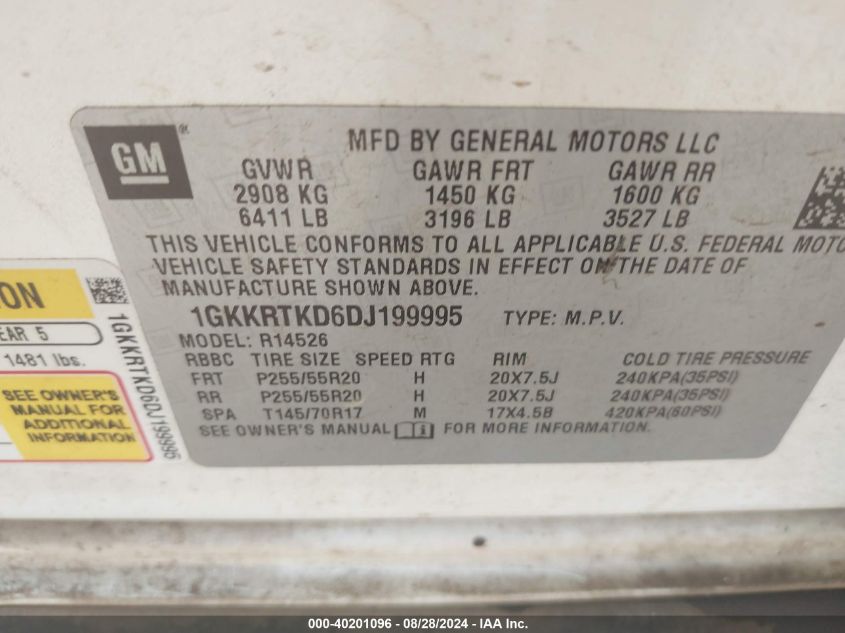 GM ®
MFD BY GENERAL MOTORS LLC
GVWR GAWR FRT GAWR RR
2908 KG 1450 KG 1600 KG
6411 LB 3196 LB 3527 LB
THIS VEHICLE CONFORMS TO ALL APPLICABLE U.S. FEDERAL MOTO
VEHICLE SAFETY STANDARDS IN EFFECT ON THE DATE OF
MANUFACTURE SHOWN ABOVE.
1GKKRTKD6DJ199995 TYPE: M.P.V.
MODEL: R14526
RBBC TIRE SIZE SPEED RTG RIM COLD TIRE PRESSURE
FRT P255/55R20 H 20X7.5J 240KPA(35PSI)
RR P255/55R20 H 20X7.5J 240KPA(35PSI)
SPA T145/70R17 M 17X4.5B 420KPA(60PSI)
SEE OWNER'S MANUAL FOR MORE INFORMATION.
ION
EAR 5
1481 lbs.
SEE OWNER'S
MANUAL FOR
ADDITIONAL
INFORMATION
1GKKRTKD6DJ199995
000-40201096 - 08/28/2024 - IAA Inc.